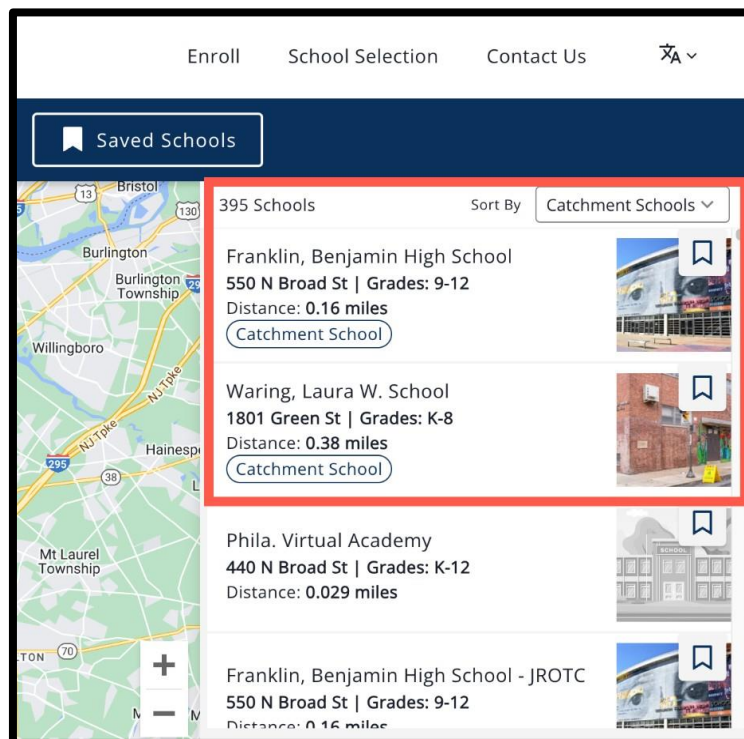 Enroll School Selection Contact Us
Saved Schools
395 Schools Sort By Catchment Schools
Franklin, Benjamin High School
550 N Broad St | Grades: 9-12
Distance: 0.16 miles
Catchment School
Waring, Laura W. School
1801 Green St | Grades: K-8
Distance: 0.38 miles
Catchment School
Phila. Virtual Academy
440 N Broad St | Grades: K-12
Distance: 0.029 miles
SCHOOL
Franklin, Benjamin High School - JROTC
550 N Broad St | Grades: 9-12
Distance: 0.16 miles
13
Bristol
130
Burlington
Burlington
Township
Willingboro
NJ Tpke
NJ Tpke
295
38
Mt Laurel
Township
70
+
−